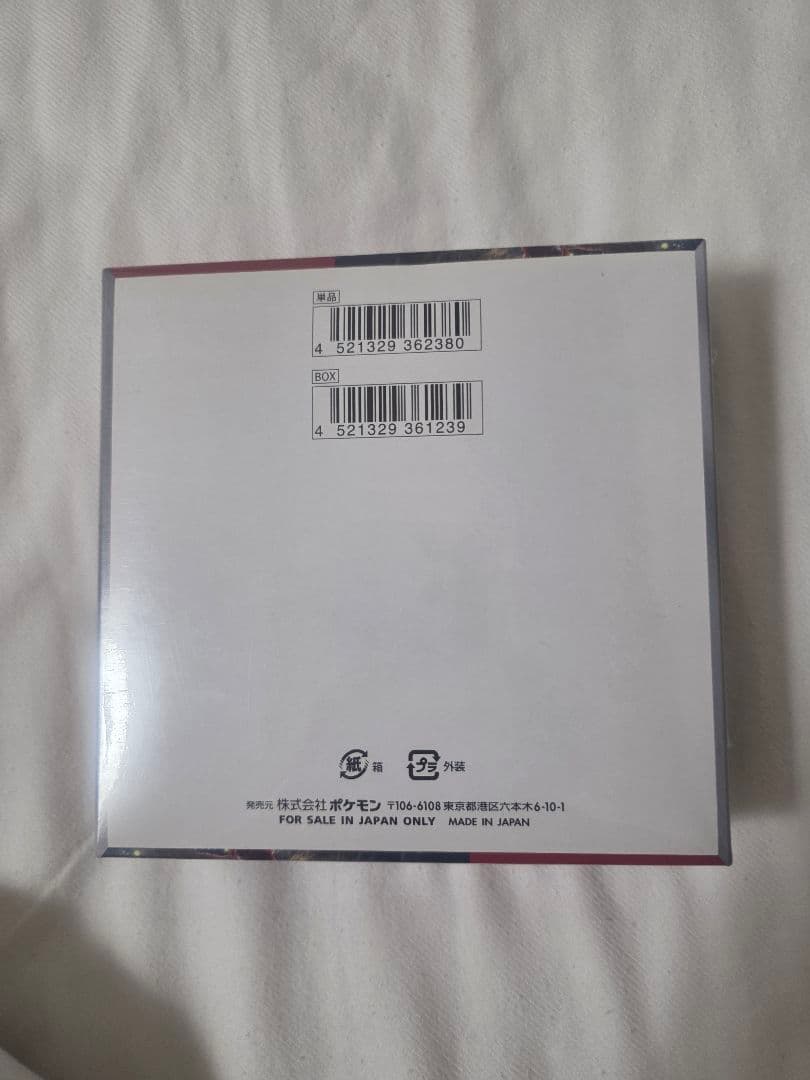 単品
4 521329 362380
BOX
4 521329 361239
紙 箱 プラ 外装
発売元 株式会社ポケモン 〒106-6108 東京都港区六本木6-10-1
FOR SALE IN JAPAN ONLY MADE IN JAPAN